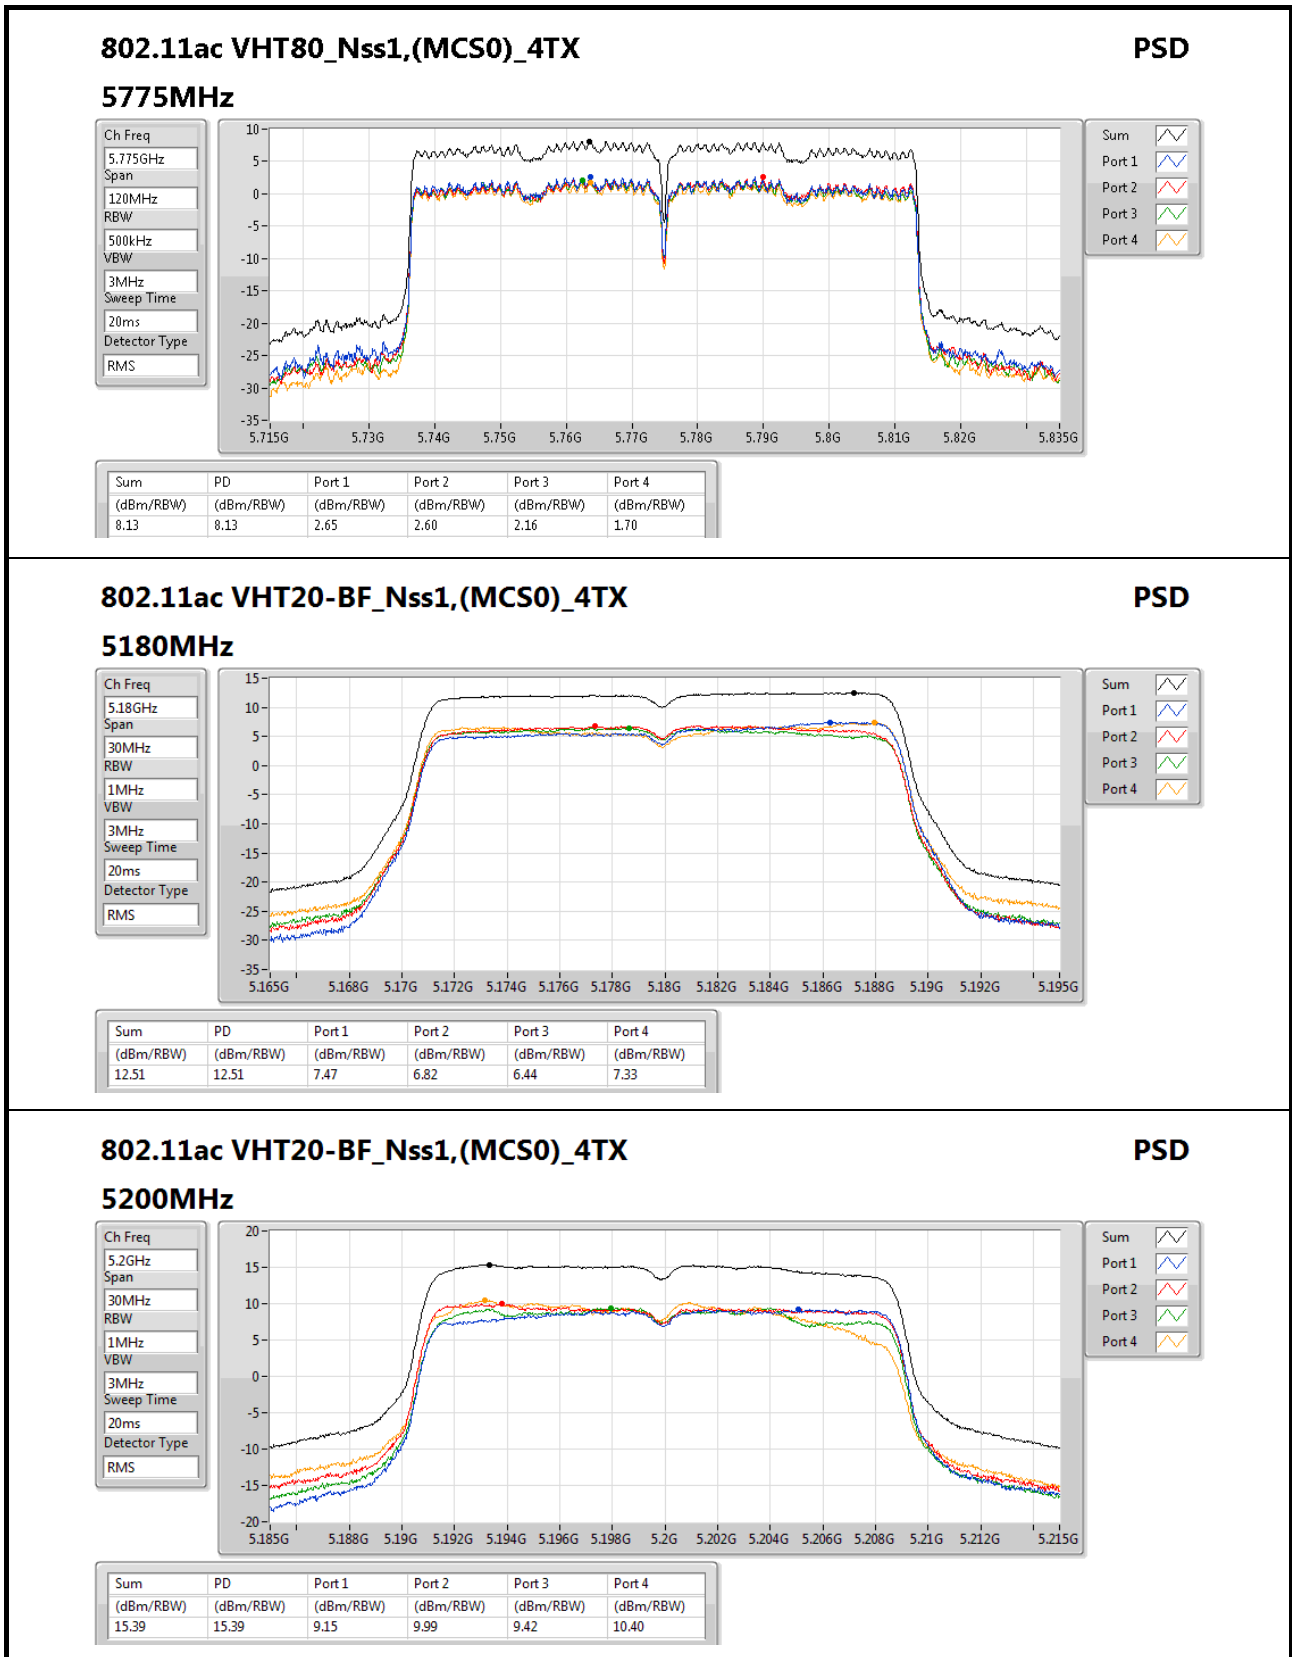 802.11ac VHT80_Nss1,(MCS0)_4TX PSD
5775MHz
Ch Freq
5.775GHz
Span
120MHz
RBW
500kHz
VBW
3MHz
Sweep Time
20ms
Detector Type
RMS
10
5
0
-5
-10
-15
-20
-25
-30
-35
5.715G 5.73G 5.74G 5.75G 5.76G 5.77G 5.78G 5.79G 5.8G 5.81G 5.82G 5.835G
Sum
Port 1
Port 2
Port 3
Port 4
Sum PD Port 1 Port 2 Port 3 Port 4
(dBm/RBW) (dBm/RBW) (dBm/RBW) (dBm/RBW) (dBm/RBW) (dBm/RBW)
8.13 8.13 2.65 2.60 2.16 1.70
802.11ac VHT20-BF_Nss1,(MCS0)_4TX PSD
5180MHz
Ch Freq
5.18GHz
Span
30MHz
RBW
1MHz
VBW
3MHz
Sweep Time
20ms
Detector Type
RMS
15
10
5
0
-5
-10
-15
-20
-25
-30
-35
5.165G 5.168G 5.17G 5.172G 5.174G 5.176G 5.178G 5.18G 5.182G 5.184G 5.186G 5.188G 5.19G 5.192G 5.195G
Sum
Port 1
Port 2
Port 3
Port 4
Sum PD Port 1 Port 2 Port 3 Port 4
(dBm/RBW) (dBm/RBW) (dBm/RBW) (dBm/RBW) (dBm/RBW) (dBm/RBW)
12.51 12.51 7.47 6.82 6.44 7.33
802.11ac VHT20-BF_Nss1,(MCS0)_4TX PSD
5200MHz
Ch Freq
5.2GHz
Span
30MHz
RBW
1MHz
VBW
3MHz
Sweep Time
20ms
Detector Type
RMS
20
15
10
5
0
-5
-10
-15
-20
5.185G 5.188G 5.19G 5.192G 5.194G 5.196G 5.198G 5.2G 5.202G 5.204G 5.206G 5.208G 5.21G 5.212G 5.215G
Sum
Port 1
Port 2
Port 3
Port 4
Sum PD Port 1 Port 2 Port 3 Port 4
(dBm/RBW) (dBm/RBW) (dBm/RBW) (dBm/RBW) (dBm/RBW) (dBm/RBW)
15.39 15.39 9.15 9.99 9.42 10.40